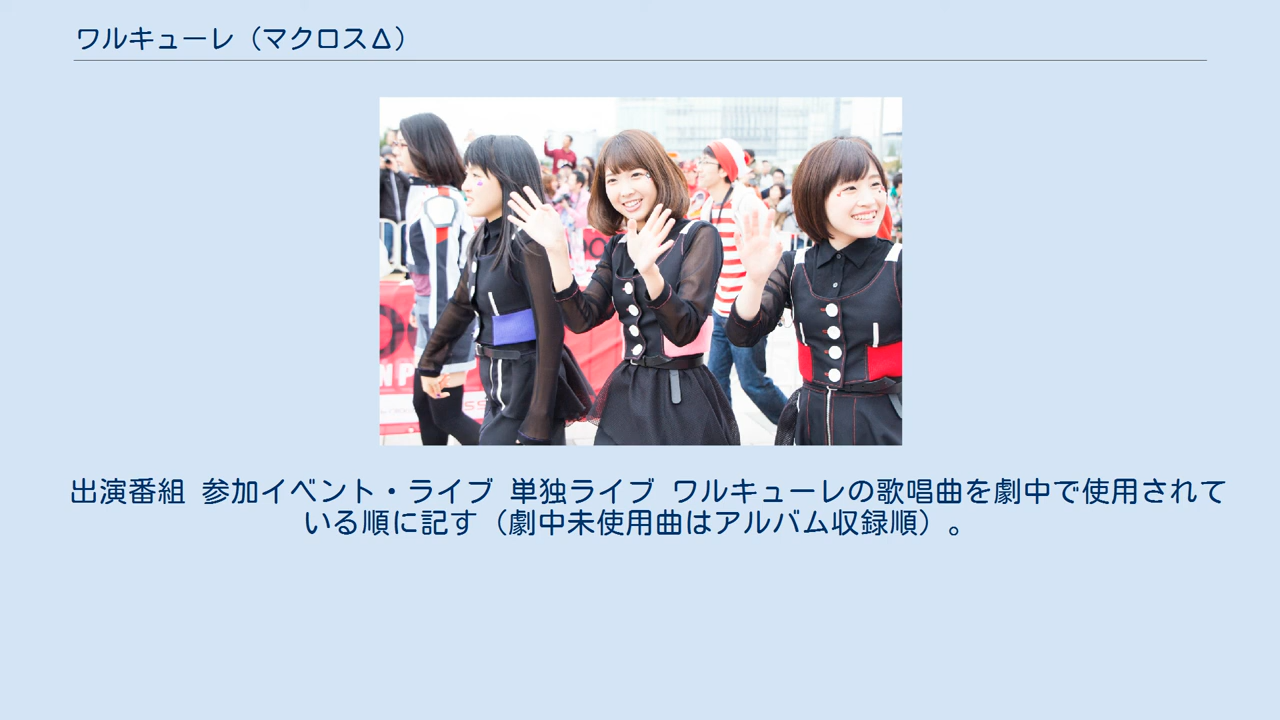 ワルキューレ（マクロスΔ）
出演番組 参加イベント・ライブ 単独ライブ ワルキューレの歌唱曲を劇中で使用されて
いる順に記す（劇中未使用曲はアルバム収録順）。